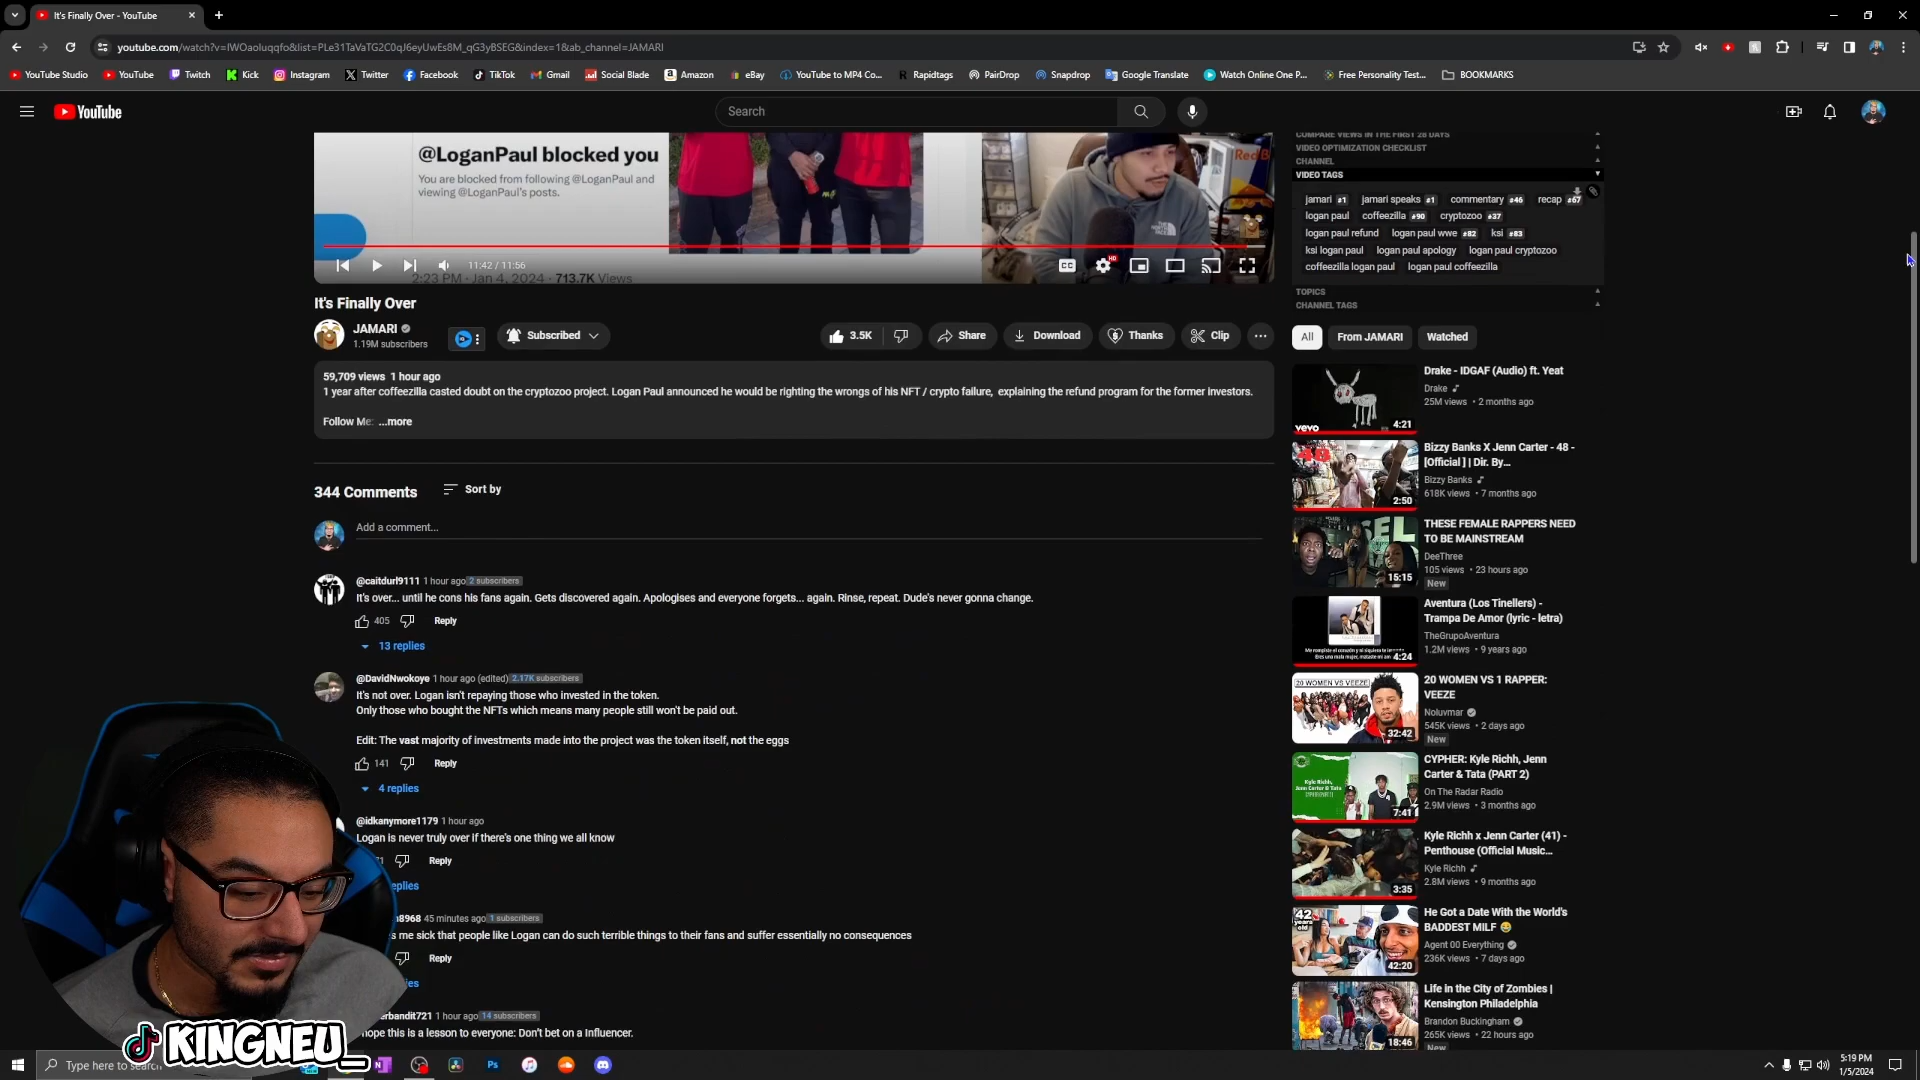 It's Finally Over - YouTube
youtube.com/watch?v=IWOaoluqqfo&list=PLe31TaVaTG2C0qJ6eyUwEs8M_qG3yBSEG&index=1&ab_channel=JAMARI
YouTube Studio YouTube Twitch Kick Instagram Twitter Facebook TikTok Gmail Social Blade Amazon eBay YouTube to MP4 Co... Rapidtags PairDrop Snapdrop Google Translate Watch Online One P... Free Personality Test... BOOKMARKS
YouTube
Search
@LoganPaul blocked you
You are blocked from following @LoganPaul and
viewing @LoganPaul's posts.
11:42 / 11:56
2:23 PM · Jan 4, 2024 · 713.7K Views
CC
HD
Red B
It's Finally Over
JAMARI
1.19M subscribers
Subscribed
3.5K
Share
Download
Thanks
Clip
59,709 views 1 hour ago
1 year after coffeezilla casted doubt on the cryptozoo project. Logan Paul announced he would be righting the wrongs of his NFT / crypto failure, explaining the refund program for the former investors.
Follow Me: ...more
344 Comments
Sort by
Add a comment...
@caitdurl9111 1 hour ago 2 subscribers
It's over... until he cons his fans again. Gets discovered again. Apologises and everyone forgets... again. Rinse, repeat. Dude's never gonna change.
405 Reply
13 replies
@DavidNwokoye 1 hour ago (edited) 2.17K subscribers
It's not over. Logan isn't repaying those who invested in the token.
Only those who bought the NFTs which means many people still won't be paid out.
Edit: The vast majority of investments made into the project was the token itself, not the eggs
141 Reply
4 replies
@idkanymore1179 1 hour ago
Logan is never truly over if there's one thing we all know
Reply
eplies
8968 45 minutes ago 1 subscribers
s me sick that people like Logan can do such terrible things to their fans and suffer essentially no consequences
Reply
ies
erbandit721 1 hour ago 14 subscribers
hope this is a lesson to everyone: Don't bet on a Influencer.
COMPARE VIEWS IN THE FIRST 28 DAYS
VIDEO OPTIMIZATION CHECKLIST
CHANNEL
VIDEO TAGS
jamari #1 jamari speaks #1 commentary #46 recap #67
logan paul coffeezilla #90 cryptozoo #37
logan paul refund logan paul wwe #82 ksi #83
ksi logan paul logan paul apology logan paul cryptozoo
coffeezilla logan paul logan paul coffeezilla
TOPICS
CHANNEL TAGS
All From JAMARI Watched
vevo
4:21
Drake - IDGAF (Audio) ft. Yeat
Drake
25M views • 2 months ago
48
2:50
Bizzy Banks X Jenn Carter - 48 -
[Official ] | Dir. By...
Bizzy Banks
618K views • 7 months ago
15:15
THESE FEMALE RAPPERS NEED
TO BE MAINSTREAM
DeeThree
105 views • 23 hours ago
New
4:24
Aventura (Los Tinellers) -
Trampa De Amor (lyric - letra)
TheGrupoAventura
1.2M views • 9 years ago
20 WOMEN VS 1 RAPPER: VEEZE
32:42
20 WOMEN VS 1 RAPPER:
VEEZE
Noluvmar
545K views • 2 days ago
New
7:41
CYPHER: Kyle Richh, Jenn
Carter & Tata (PART 2)
On The Radar Radio
2.9M views • 3 months ago
3:35
Kyle Richh x Jenn Carter (41) -
Penthouse (Official Music...
Kyle Richh
2.8M views • 9 months ago
42 years old
42:20
He Got a Date With the World's
BADDEST MILF 😂
Agent 00 Everything
236K views • 7 days ago
18:46
Life in the City of Zombies |
Kensington Philadelphia
Brandon Buckingham
265K views • 22 hours ago
New
KINGNEU_
Type here to search
Ps
5:19 PM
1/5/2024